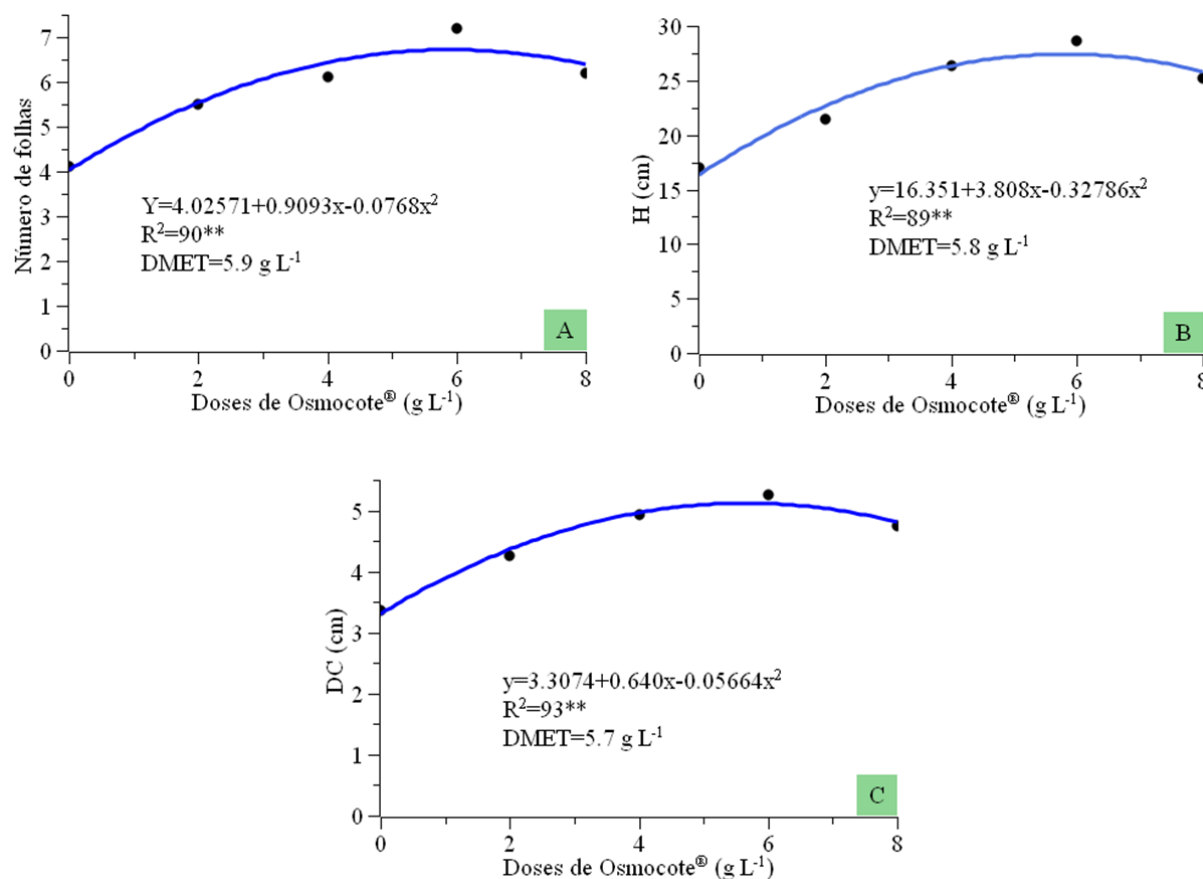 Número de folhas
7
6
5
4
3
2
1
0
Y=4.02571+0.9093x-0.0768x²
R²=90**
DMET=5.9 g L⁻¹
A
0 2 4 6 8
Doses de Osmocote® (g L⁻¹)
H (cm)
30
25
20
15
10
5
0
y=16.351+3.808x-0.32786x²
R²=89**
DMET=5.8 g L⁻¹
B
0 2 4 6 8
Doses de Osmocote® (g L⁻¹)
DC (cm)
5
4
3
2
1
0
y=3.3074+0.640x-0.05664x²
R²=93**
DMET=5.7 g L⁻¹
C
0 2 4 6 8
Doses de Osmocote® (g L⁻¹)